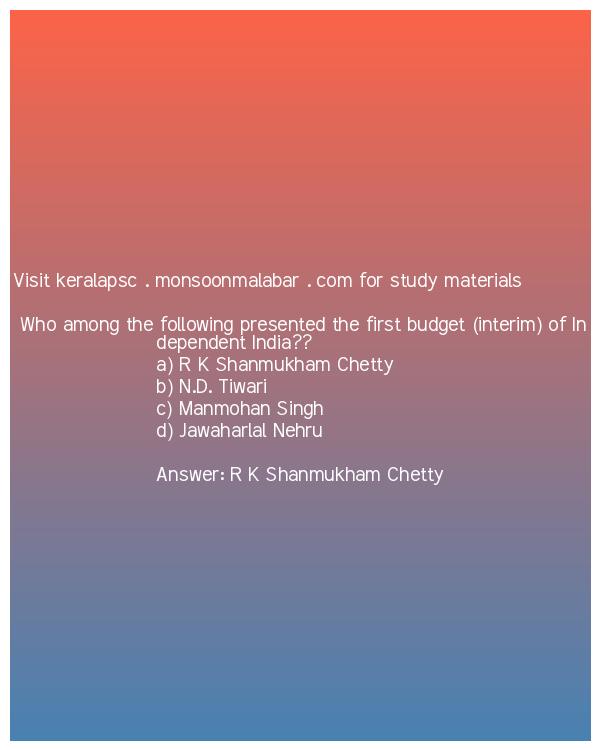 Visit keralapsc . monsoonmalabar . com for study materials
Who among the following presented the first budget (interim) of In
dependent India??
a) R K Shanmukham Chetty
b) N.D. Tiwari
c) Manmohan Singh
d) Jawaharlal Nehru
Answer: R K Shanmukham Chetty